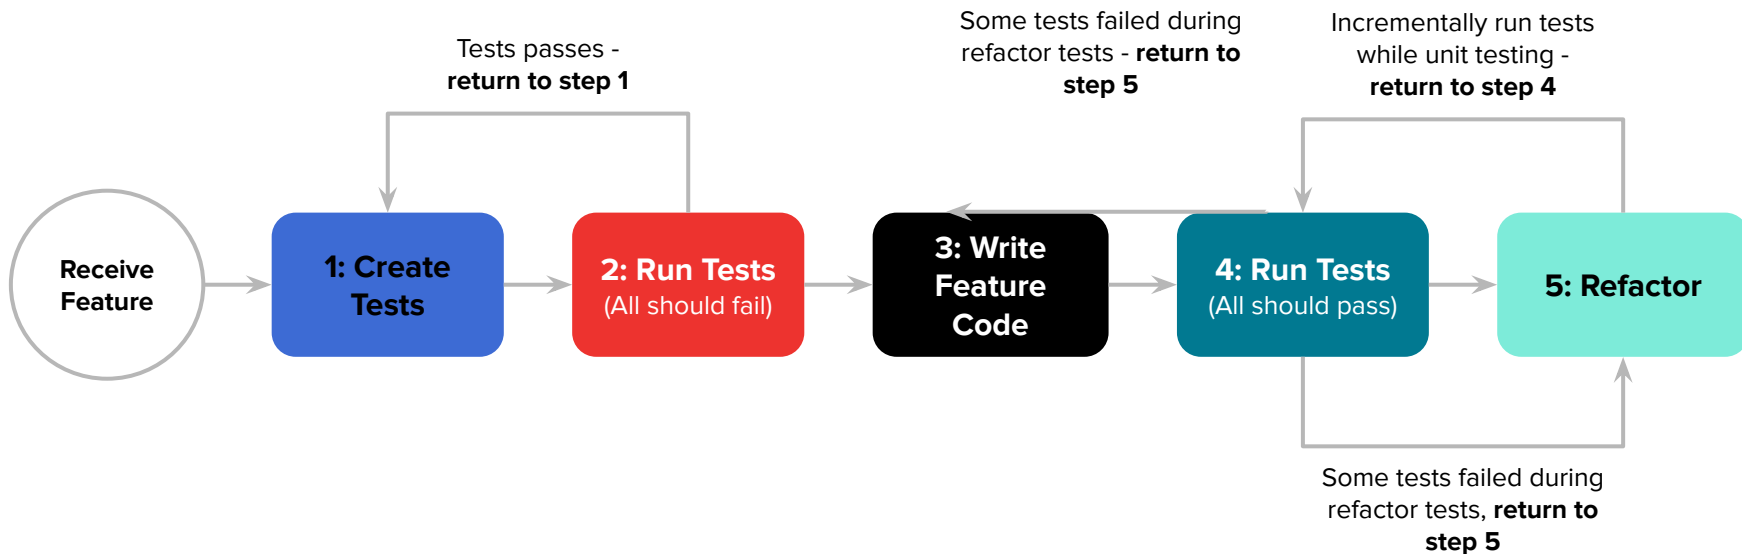 Tests passes -
return to step 1
Some tests failed during
refactor tests - return to
step 5
Incrementally run tests
while unit testing -
return to step 4
Receive
Feature
1: Create
Tests
2: Run Tests
(All should fail)
3: Write
Feature
Code
4: Run Tests
(All should pass)
5: Refactor
Some tests failed during
refactor tests, return to
step 5